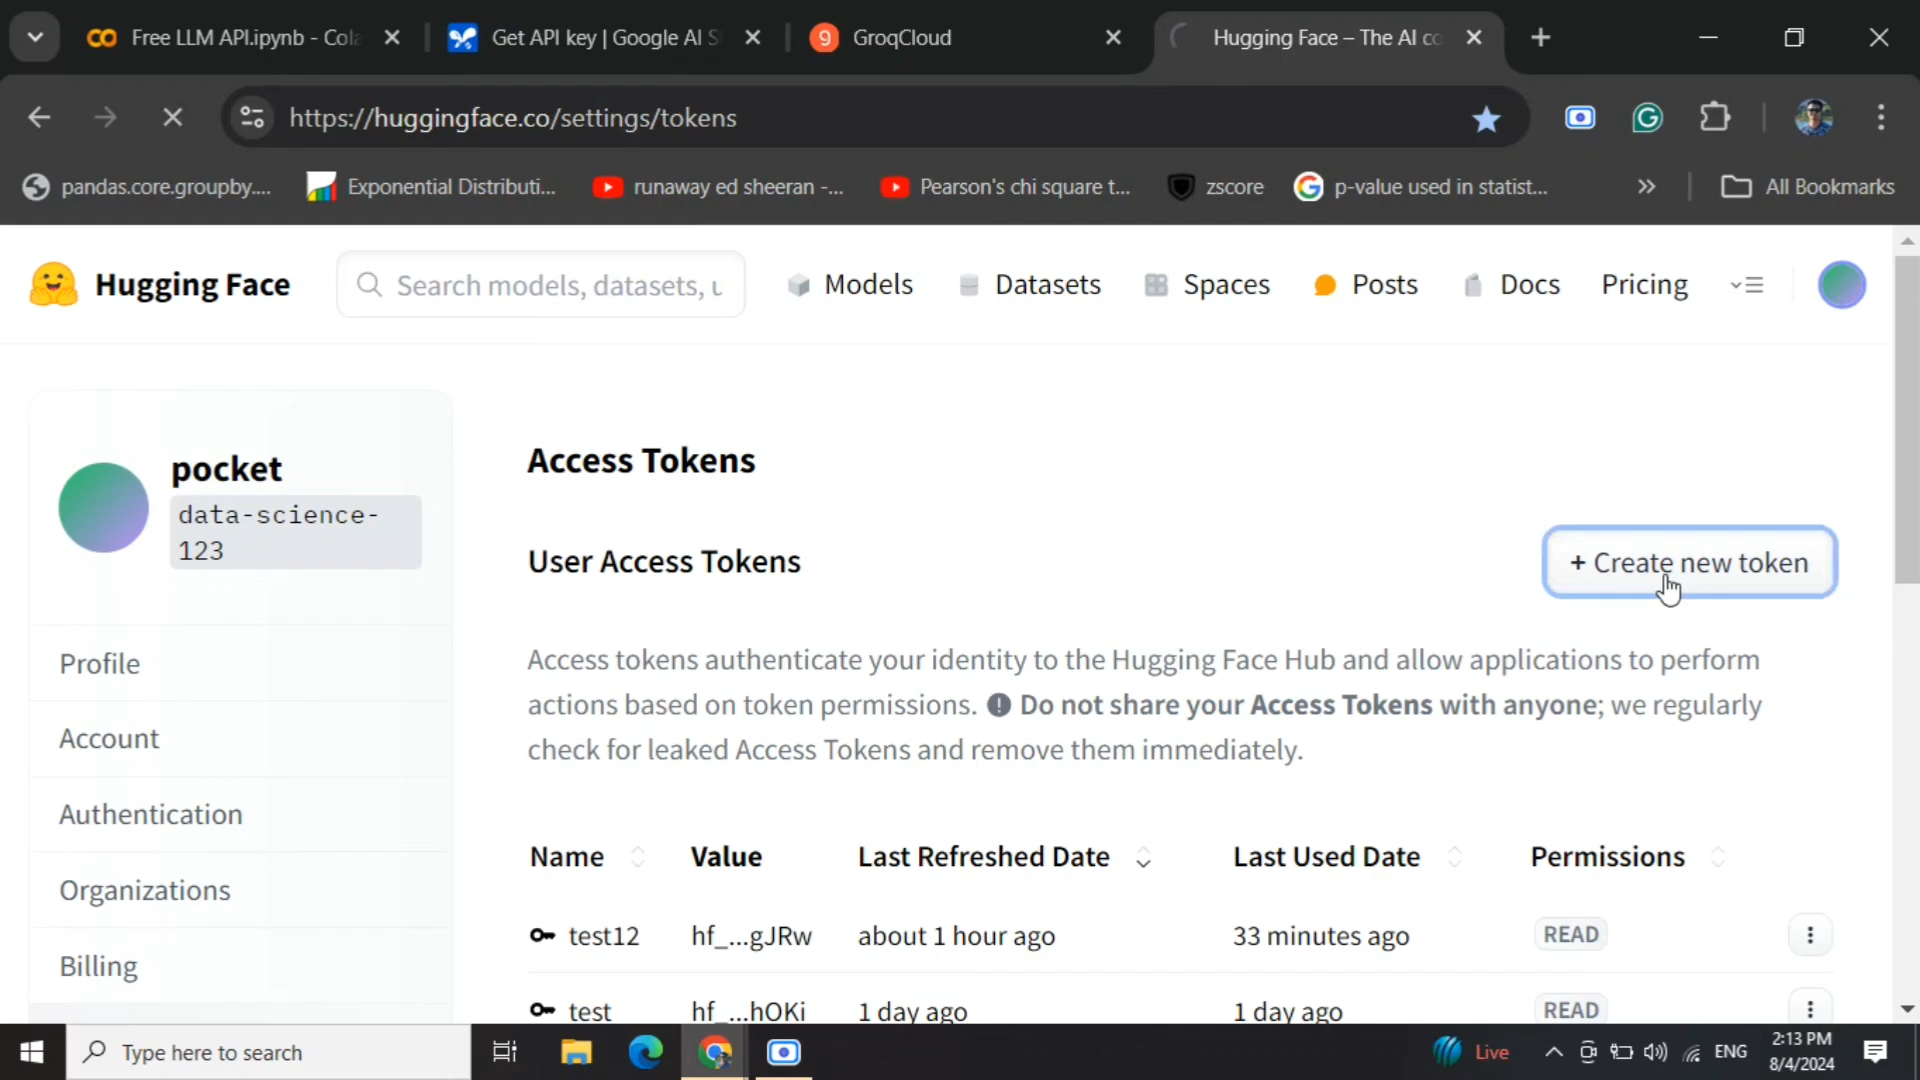 Free LLM API.ipynb - Cola
Get API key | Google AI S
GroqCloud
Hugging Face – The AI co
https://huggingface.co/settings/tokens
pandas.core.groupby....
Exponential Distributi...
runaway ed sheeran -...
Pearson's chi square t...
zscore
p-value used in statist...
All Bookmarks
Hugging Face
Search models, datasets, u
Models
Datasets
Spaces
Posts
Docs
Pricing
pocket
data-science-
123
Profile
Account
Authentication
Organizations
Billing
Access Tokens
User Access Tokens
+ Create new token
Access tokens authenticate your identity to the Hugging Face Hub and allow applications to perform
actions based on token permissions. Do not share your Access Tokens with anyone; we regularly
check for leaked Access Tokens and remove them immediately.
Name Value Last Refreshed Date Last Used Date Permissions
test12 hf_...gJRw about 1 hour ago 33 minutes ago READ
test hf_...hOKi 1 day ago 1 day ago READ
Type here to search
Live
ENG
2:13 PM
8/4/2024